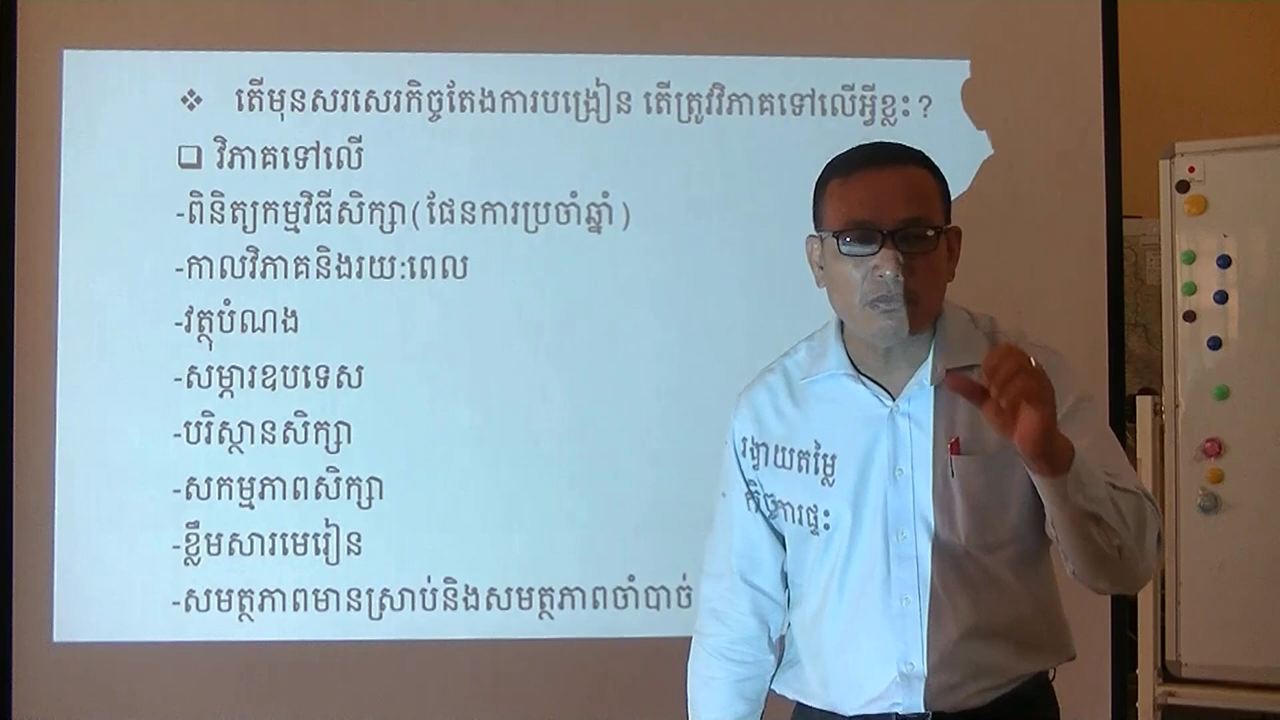 ❖ តើមុនសរសេរកិច្ចតែងការបង្រៀន តើត្រូវវិភាគទៅលើអ្វីខ្លះ?
❑ វិភាគទៅលើ
-ពិនិត្យកម្មវិធីសិក្សា(ផែនការប្រចាំឆ្នាំ)
-កាលវិភាគនិងរយៈពេល
-វត្ថុបំណង
-សម្ភារឧបទេស
-បរិស្ថានសិក្សា
-សកម្មភាពសិក្សា
-ខ្លឹមសារមេរៀន
-សមត្ថភាពមានស្រាប់និងសមត្ថភាពចាំបាច់
រង្វាយតម្លៃ
កិច្ចការផ្ទះ